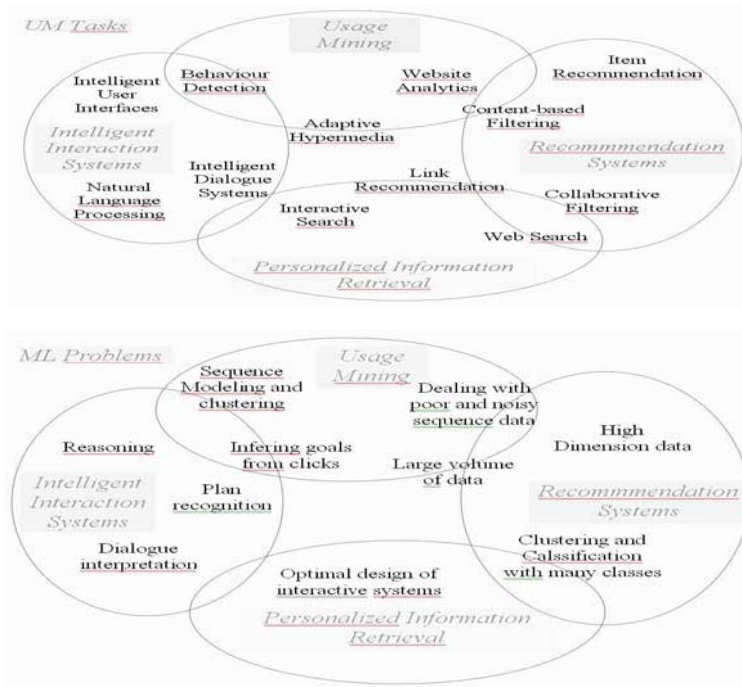 UM Tasks
Usage
Mining
Intelligent
User
Interfaces
Behaviour
Detection
Website
Analytics
Item
Recommendation
Content-based
Filtering
Adaptive
Hypermedia
Intelligent
Interaction
Systems
Recommmendation
Systems
Intelligent
Dialogue
Systems
Link
Recommendation
Natural
Language
Processing
Collaborative
Filtering
Interactive
Search
Web Search
Personalized Information
Retrieval
ML Problems
Usage
Mining
Sequence
Modeling and
clustering
Dealing with
poor and noisy
sequence data
High
Dimension data
Reasoning
Infering goals
from clicks
Large volume
of data
Intelligent
Interaction
Systems
Plan
recognition
Recommmendation
Systems
Dialogue
interpretation
Clustering and
Calssification
with many classes
Optimal design of
interactive systems
Personalized Information
Retrieval